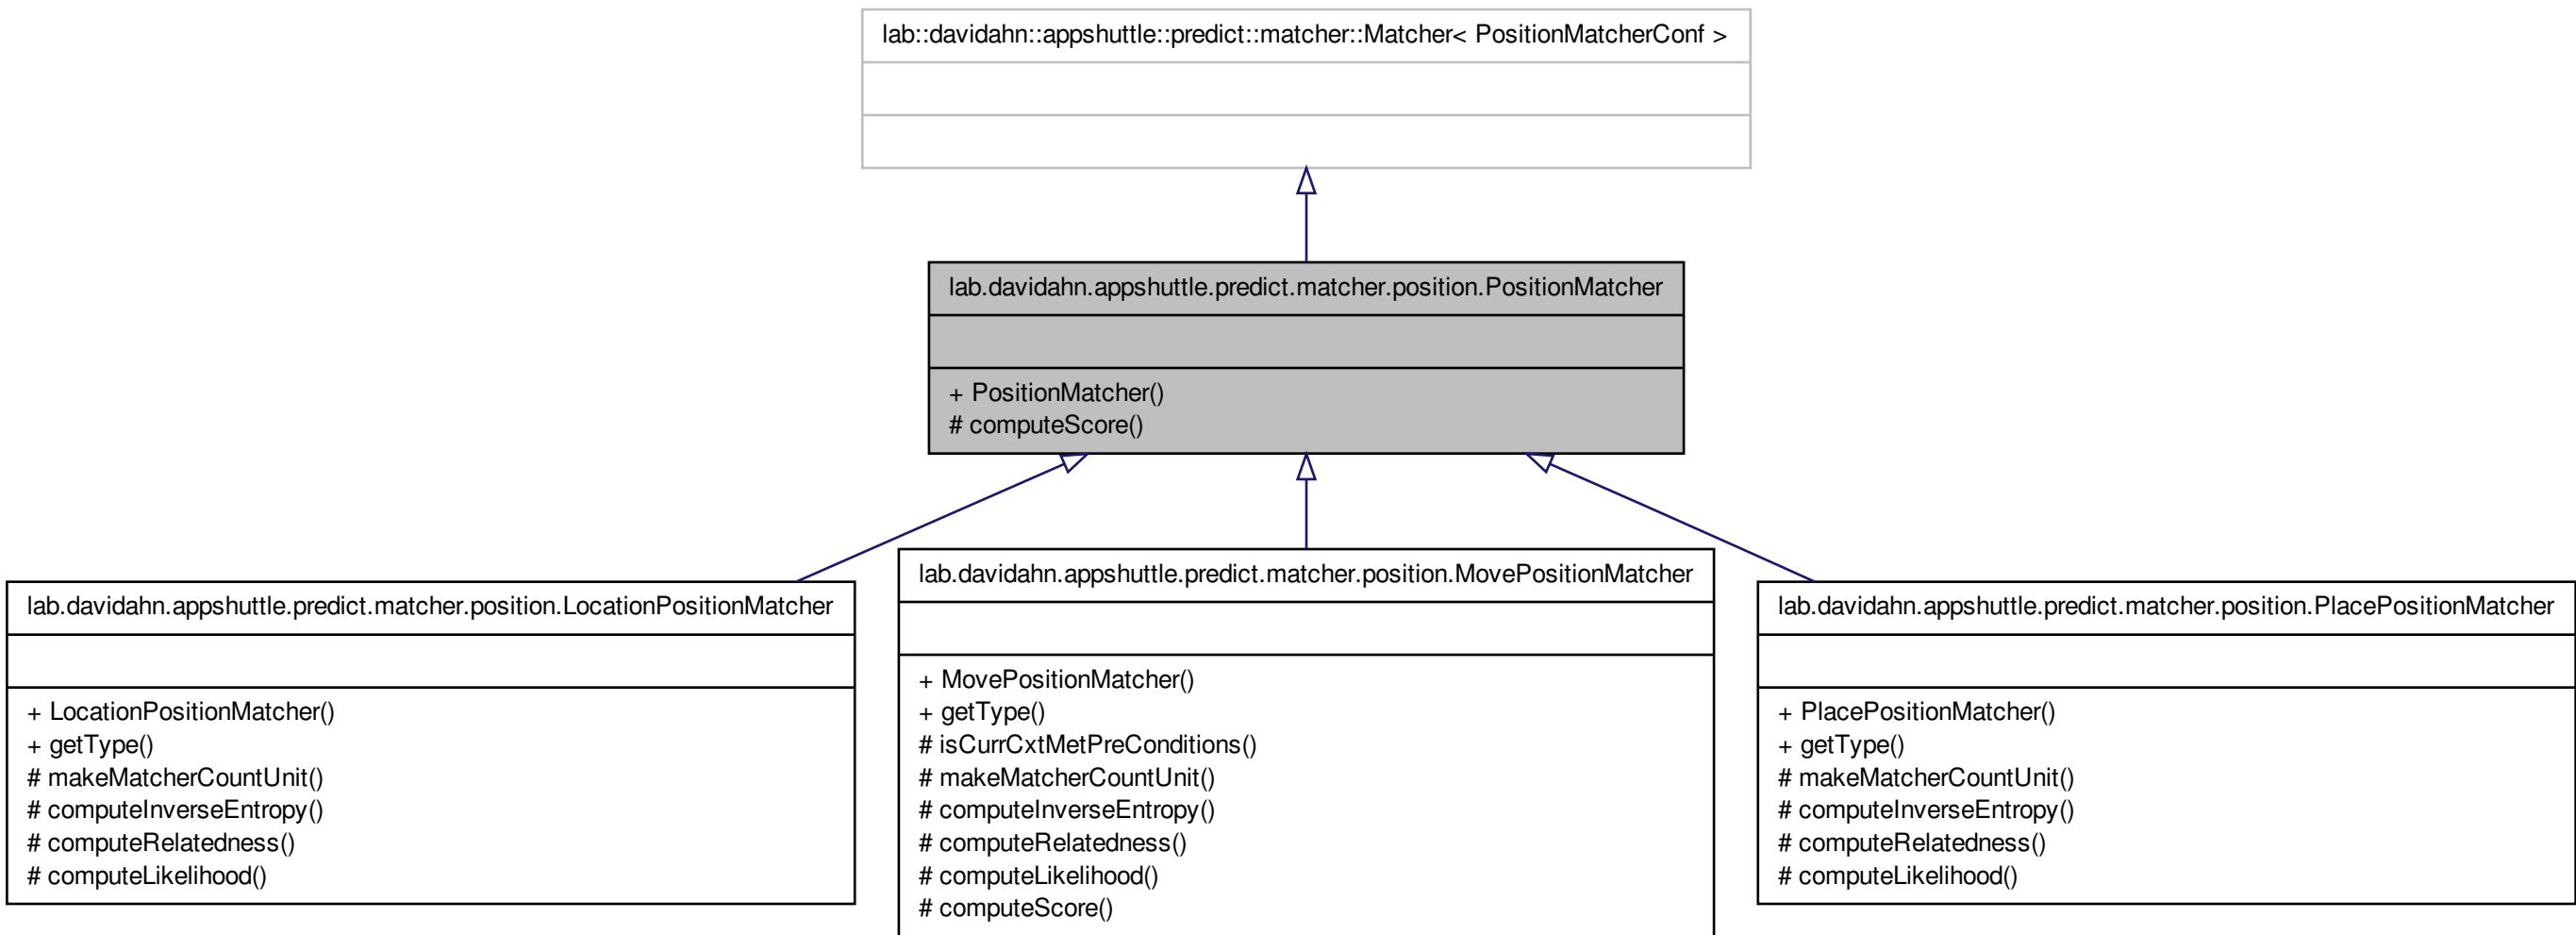 lab::davidahn::appshuttle::predict::matcher::Matcher< PositionMatcherConf >
lab.davidahn.appshuttle.predict.matcher.position.PositionMatcher
+ PositionMatcher()
# computeScore()
lab.davidahn.appshuttle.predict.matcher.position.LocationPositionMatcher
+ LocationPositionMatcher()
+ getType()
# makeMatcherCountUnit()
# computeInverseEntropy()
# computeRelatedness()
# computeLikelihood()
lab.davidahn.appshuttle.predict.matcher.position.MovePositionMatcher
+ MovePositionMatcher()
+ getType()
# isCurrCxtMetPreConditions()
# makeMatcherCountUnit()
# computeInverseEntropy()
# computeRelatedness()
# computeLikelihood()
# computeScore()
lab.davidahn.appshuttle.predict.matcher.position.PlacePositionMatcher
+ PlacePositionMatcher()
+ getType()
# makeMatcherCountUnit()
# computeInverseEntropy()
# computeRelatedness()
# computeLikelihood()